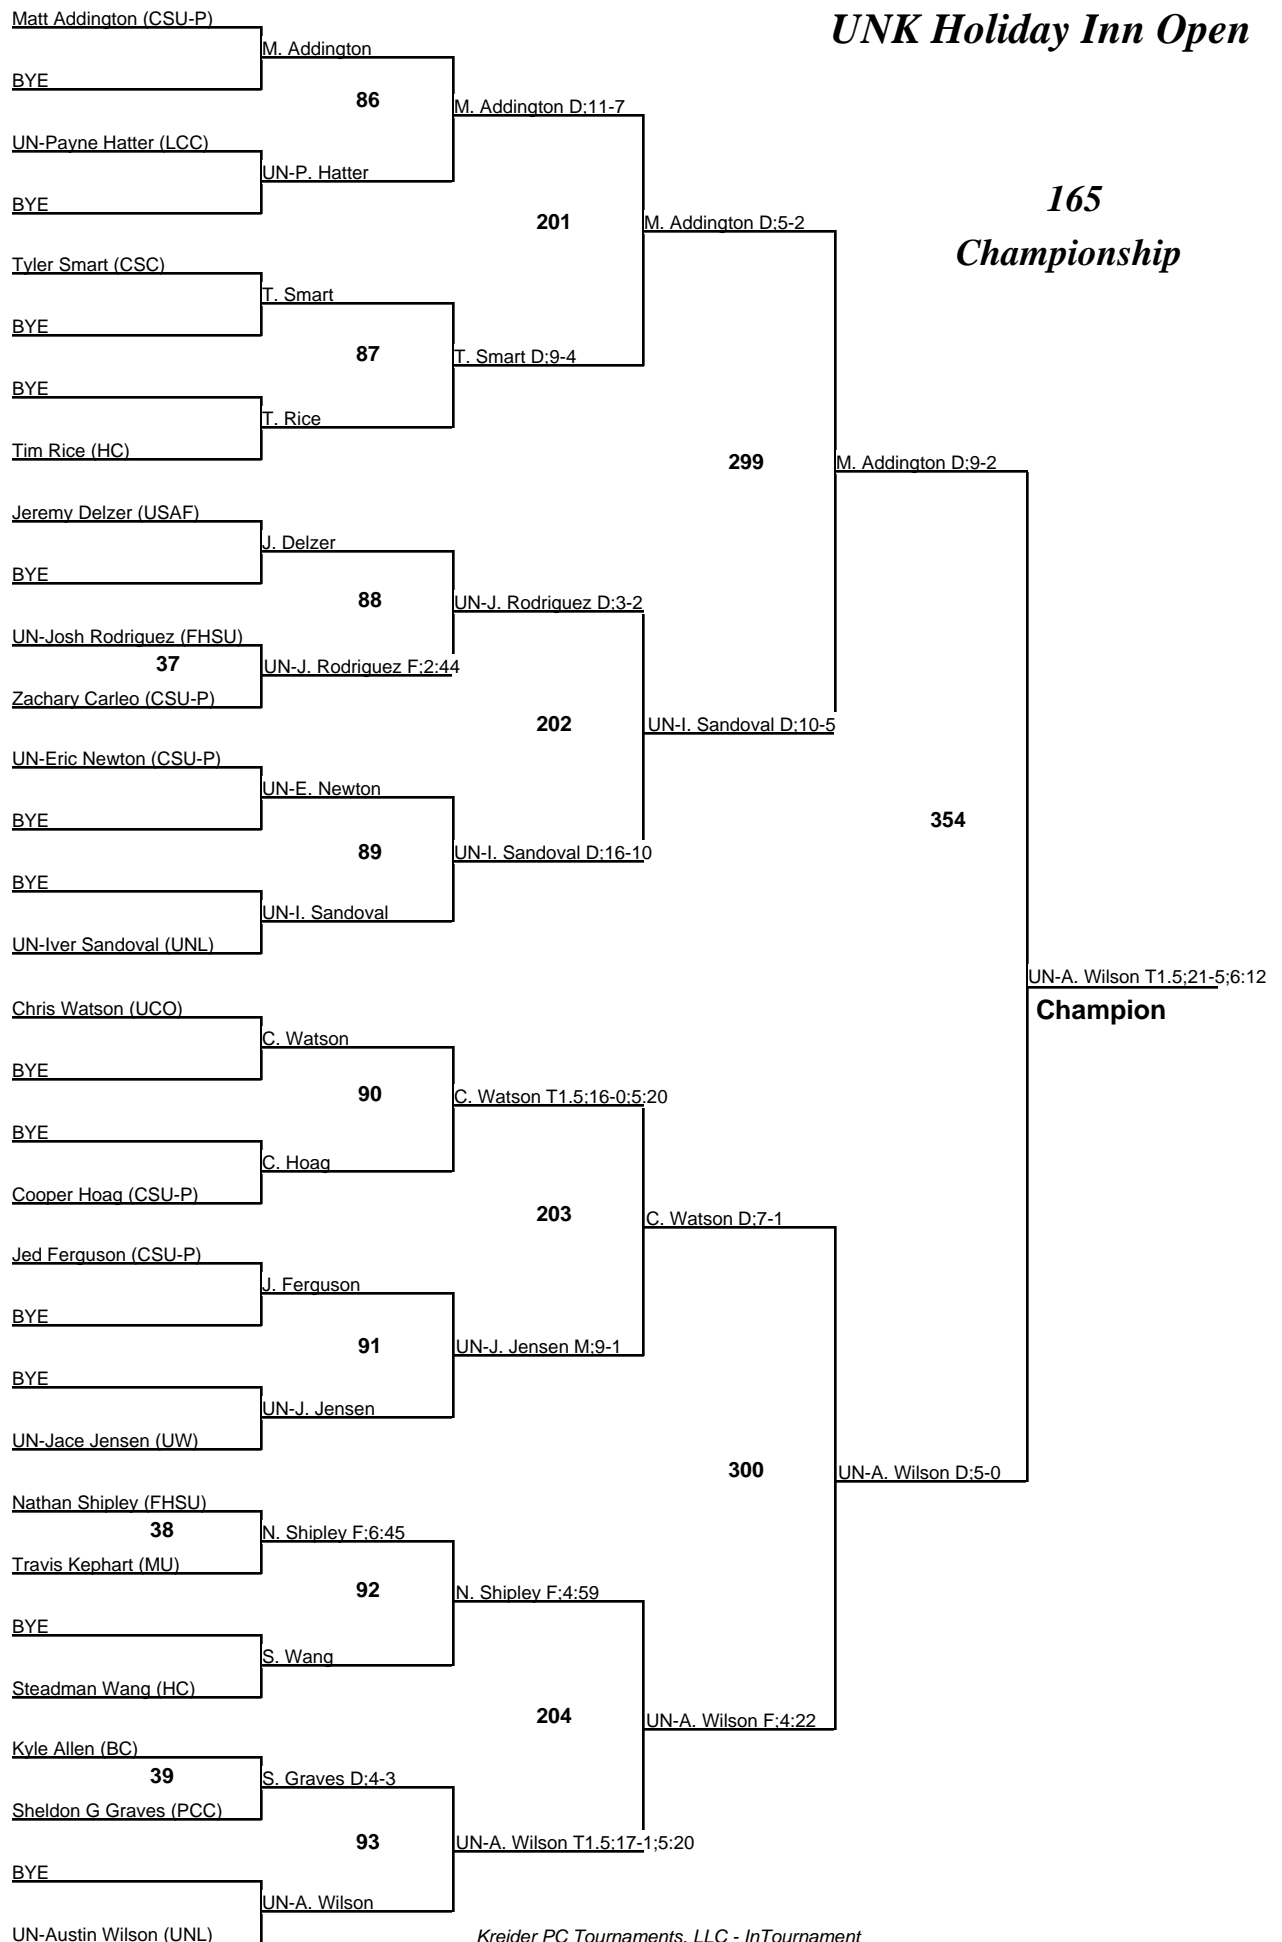 Matt Addington (CSU-P)
UNK Holiday Inn Open
M. Addington
BYE
86
M. Addington D;11-7
UN-Payne Hatter (LCC)
UN-P. Hatter
BYE
165
Championship
201
M. Addington D;5-2
Tyler Smart (CSC)
T. Smart
BYE
87
T. Smart D;9-4
BYE
T. Rice
Tim Rice (HC)
299
M. Addington D;9-2
Jeremy Delzer (USAF)
J. Delzer
BYE
88
UN-J. Rodriguez D;3-2
UN-Josh Rodriguez (FHSU)
37
UN-J. Rodriguez F;2:44
Zachary Carleo (CSU-P)
202
UN-I. Sandoval D;10-5
UN-Eric Newton (CSU-P)
UN-E. Newton
BYE
354
89
UN-I. Sandoval D;16-10
BYE
UN-I. Sandoval
UN-Iver Sandoval (UNL)
UN-A. Wilson T1.5;21-5;6:12
Champion
Chris Watson (UCO)
C. Watson
BYE
90
C. Watson T1.5;16-0;5:20
BYE
C. Hoag
Cooper Hoag (CSU-P)
203
C. Watson D;7-1
Jed Ferguson (CSU-P)
J. Ferguson
BYE
91
UN-J. Jensen M;9-1
BYE
UN-J. Jensen
UN-Jace Jensen (UW)
300
UN-A. Wilson D;5-0
Nathan Shipley (FHSU)
38
N. Shipley F;6:45
Travis Kephart (MU)
92
N. Shipley F;4:59
BYE
S. Wang
Steadman Wang (HC)
204
UN-A. Wilson F;4:22
Kyle Allen (BC)
39
S. Graves D;4-3
Sheldon G Graves (PCC)
93
UN-A. Wilson T1.5;17-1;5:20
BYE
UN-A. Wilson
UN-Austin Wilson (UNL)
Kreider PC Tournaments, LLC - InTournament